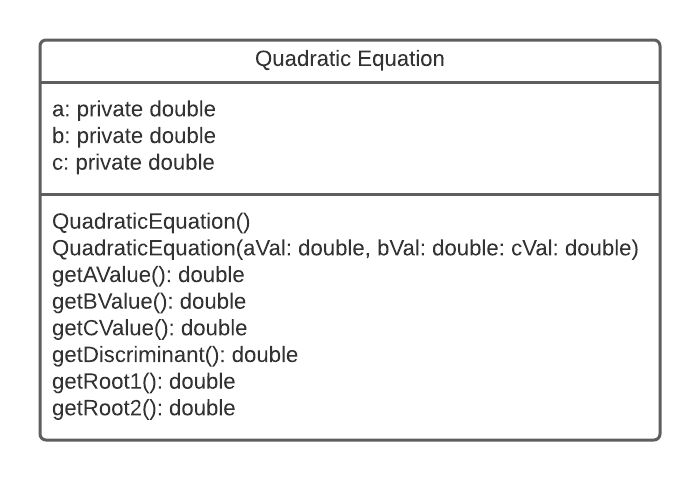 Quadratic Equation
a: private double
b: private double
c: private double
QuadraticEquation()
QuadraticEquation(aVal: double, bVal: double: cVal: double)
getAValue(): double
getBValue(): double
getCValue(): double
getDiscriminant(): double
getRoot1(): double
getRoot2(): double